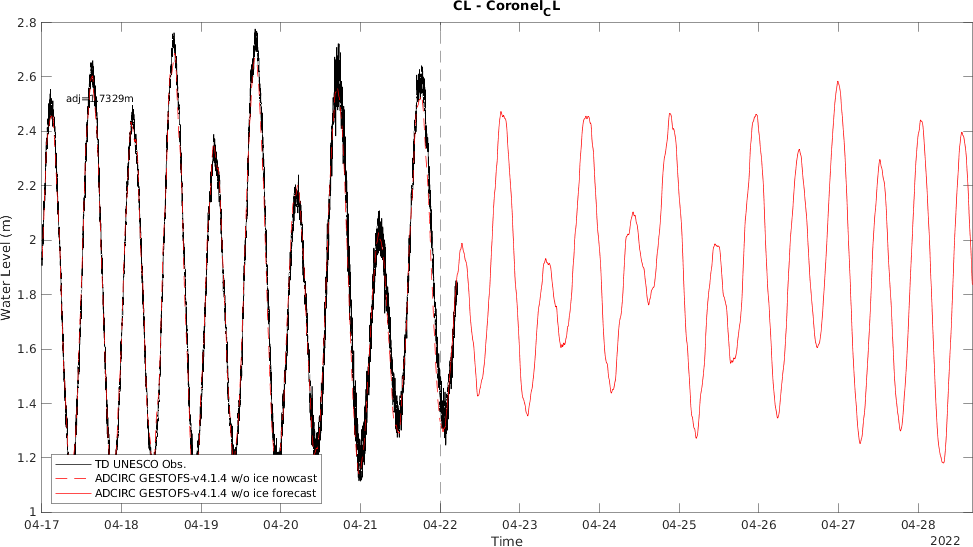 CL - Coronel_CL
2.8
2.6
2.4
2.2
2
1.8
1.6
1.4
1.2
1
Water Level (m)
adj=1.7329m
TD UNESCO Obs.
ADCIRC GESTOFS-v4.1.4 w/o ice nowcast
ADCIRC GESTOFS-v4.1.4 w/o ice forecast
04-17 04-18 04-19 04-20 04-21 04-22 04-23 04-24 04-25 04-26 04-27 04-28
Time
2022